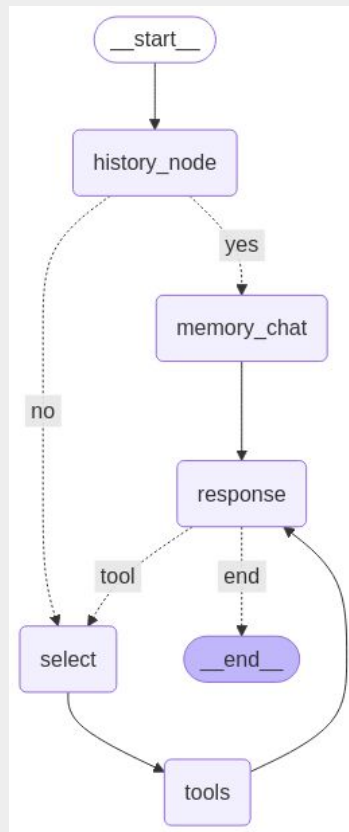 __start__
history_node
yes
memory_chat
no
response
tool
end
select
__end__
tools